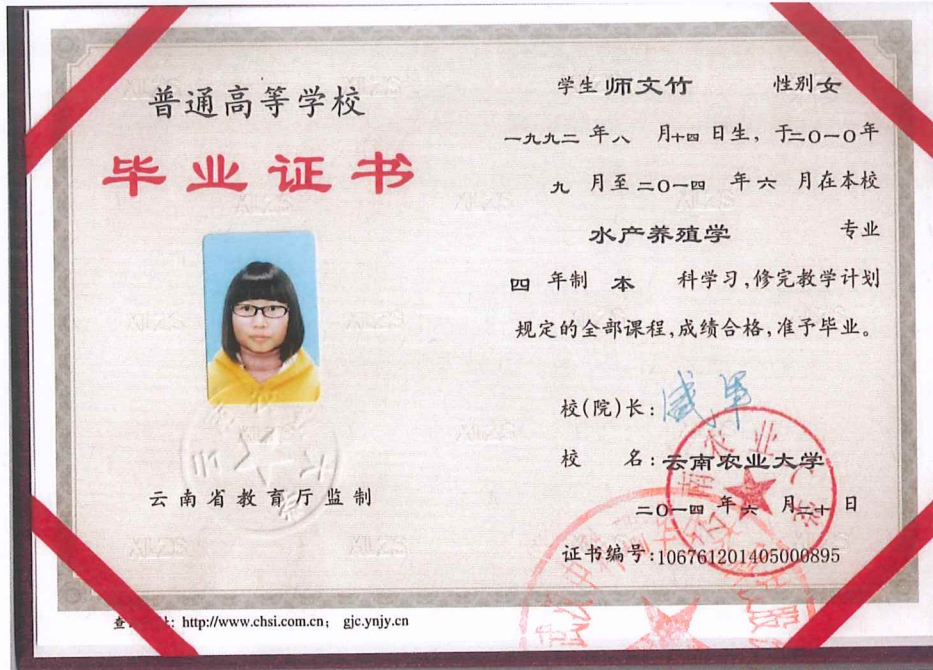 普通高等学校
毕业证书
云南省教育厅监制
学生 师文竹 性别 女
一九九二 年 八 月 十四 日生, 于 二〇一〇 年
九 月至 二〇一四 年 六 月在本校
水产养殖学 专业
四 年制 本 科学习, 修完教学计划
规定的全部课程, 成绩合格, 准予毕业。
校(院)长: 盛军
校 名: 云南农业大学
二〇一四 年 六 月 二十 日
证书编号: 106761201405000895
http://www.chsi.com.cn; gjc.ynjy.cn